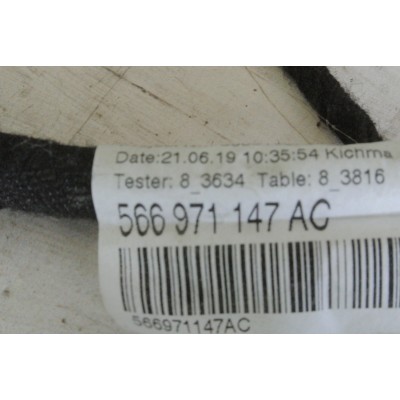 Date:21.06.19 10:35:54 Kichma
Tester: 8_3634 Table: 8_3816
566 971 147 AC
566971147AC